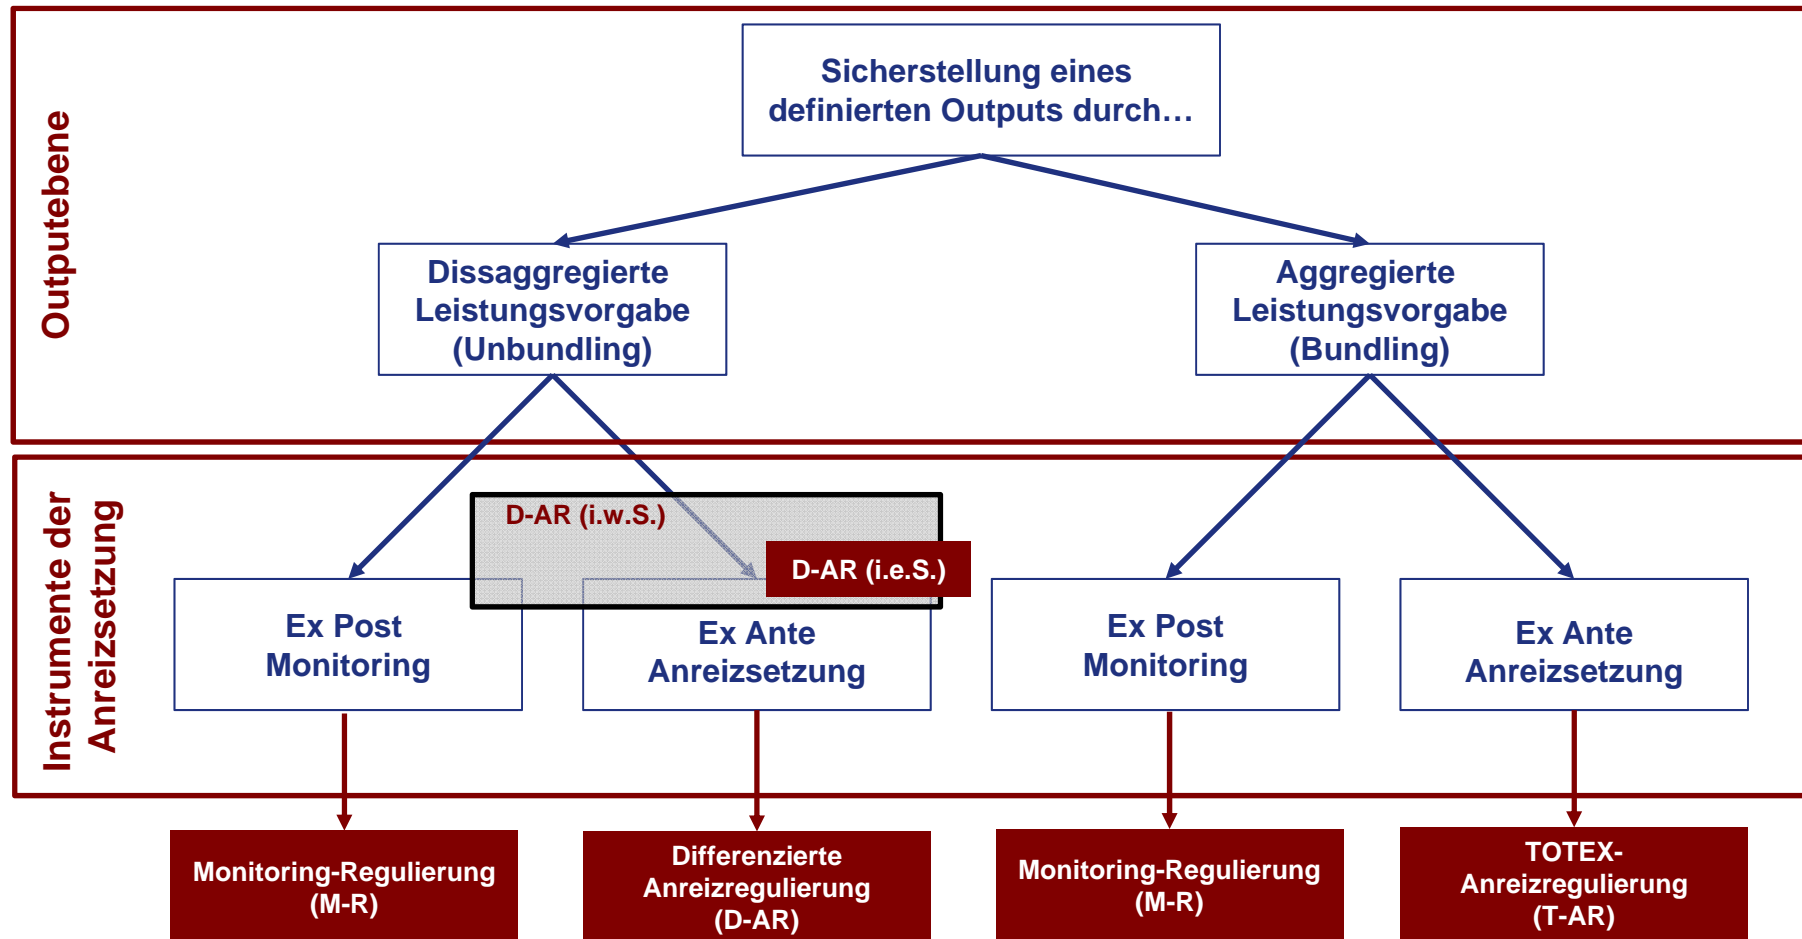 Outputebene
Sicherstellung eines
definierten Outputs durch…
Dissaggregierte
Leistungsvorgabe
(Unbundling)
Aggregierte
Leistungsvorgabe
(Bundling)
Instrumente der
Anreizsetzung
D-AR (i.w.S.)
D-AR (i.e.S.)
Ex Post
Monitoring
Ex Ante
Anreizsetzung
Ex Post
Monitoring
Ex Ante
Anreizsetzung
Monitoring-Regulierung
(M-R)
Differenzierte
Anreizregulierung
(D-AR)
Monitoring-Regulierung
(M-R)
TOTEX-
Anreizregulierung
(T-AR)